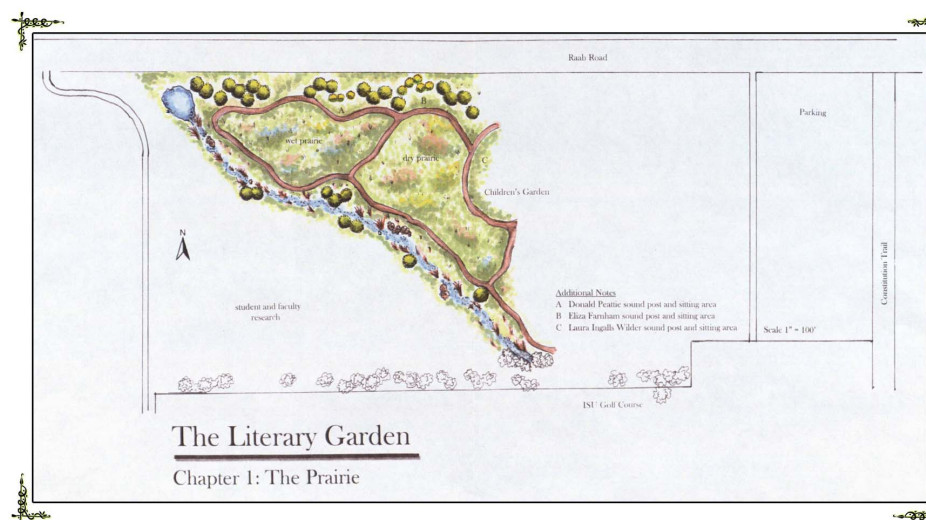 Raab Road
Parking
A
B
wet prairie
dry prairie
C
Children's Garden
N
Constitution Trail
Additional Notes
A Donald Peattie sound post and sitting area
B Eliza Farnham sound post and sitting area
C Laura Ingalls Wilder sound post and sitting area
student and faculty
research
Scale 1" = 100'
ISU Golf Course
The Literary Garden
Chapter 1: The Prairie